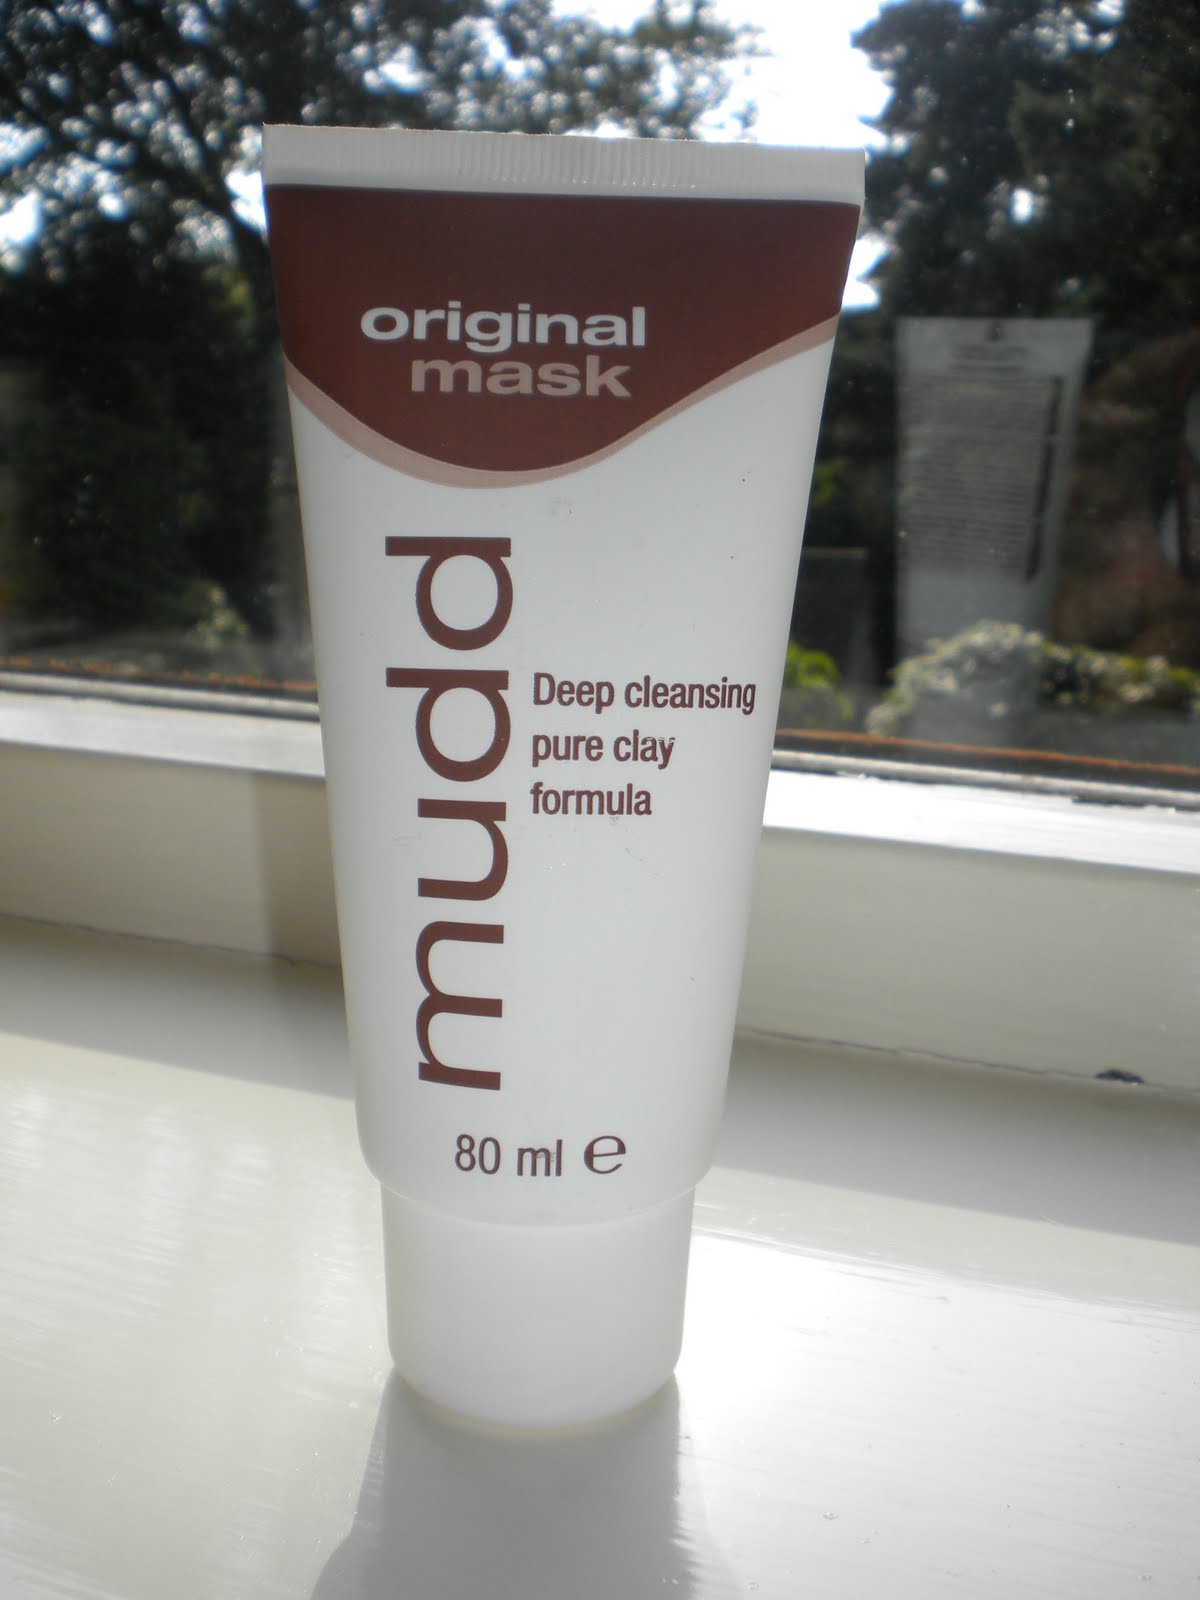 original
mask
mudd
Deep cleansing
pure clay
formula
80 ml ℮